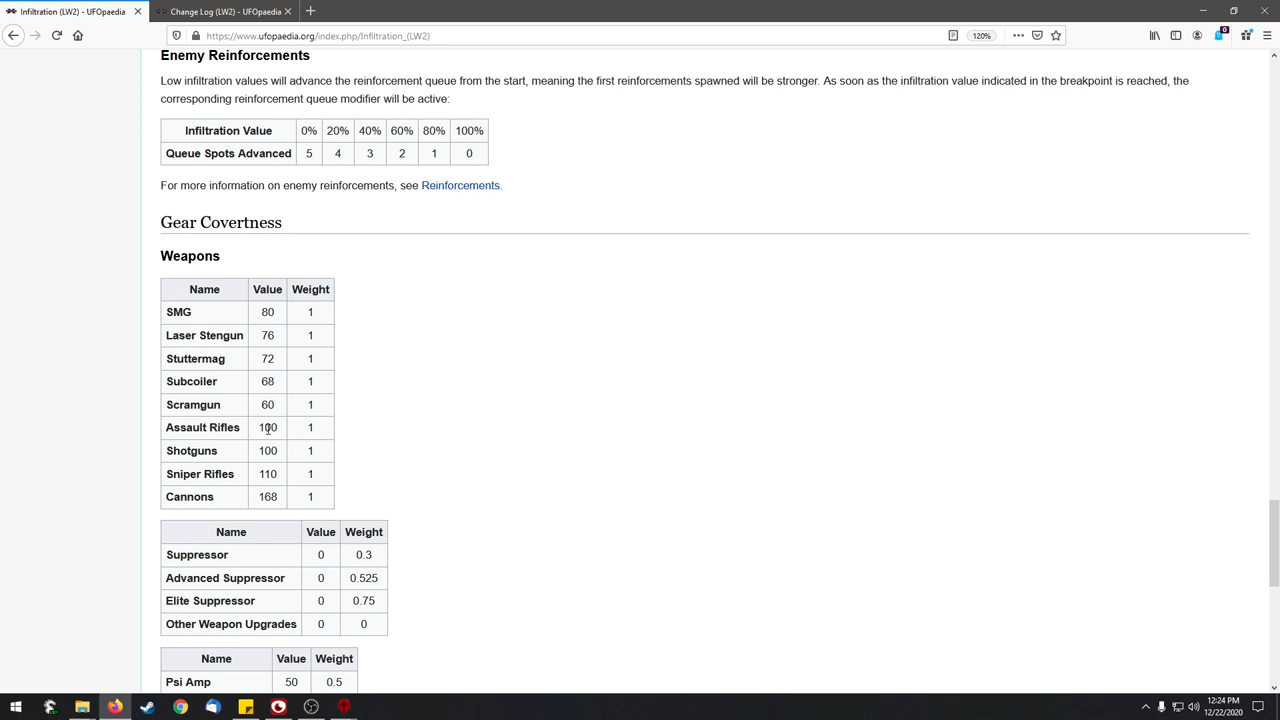 Infiltration (LW2) - UFOpaedia
Change Log (LW2) - UFOpaedia
https://www.ufopaedia.org/index.php/Infiltration_(LW2)
120%
0
Enemy Reinforcements
Low infiltration values will advance the reinforcement queue from the start, meaning the first reinforcements spawned will be stronger. As soon as the infiltration value indicated in the breakpoint is reached, the
corresponding reinforcement queue modifier will be active:
Infiltration Value 0% 20% 40% 60% 80% 100%
Queue Spots Advanced 5 4 3 2 1 0
For more information on enemy reinforcements, see Reinforcements.
Gear Covertness
Weapons
Name Value Weight
SMG 80 1
Laser Stengun 76 1
Stuttermag 72 1
Subcoiler 68 1
Scramgun 60 1
Assault Rifles 100 1
Shotguns 100 1
Sniper Rifles 110 1
Cannons 168 1
Name Value Weight
Suppressor 0 0.3
Advanced Suppressor 0 0.525
Elite Suppressor 0 0.75
Other Weapon Upgrades 0 0
Name Value Weight
Psi Amp 50 0.5
12:24 PM
12/22/2020